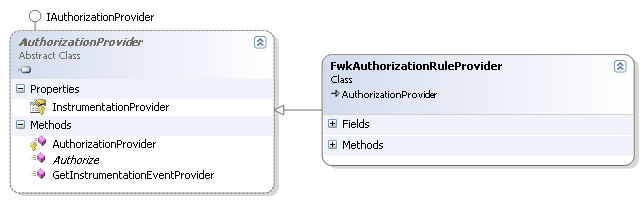 IAuthorizationProvider
AuthorizationProvider
Abstract Class
Properties
InstrumentationProvider
Methods
AuthorizationProvider
Authorize
GetInstrumentationEventProvider
FwkAuthorizationRuleProvider
Class
AuthorizationProvider
Fields
Methods